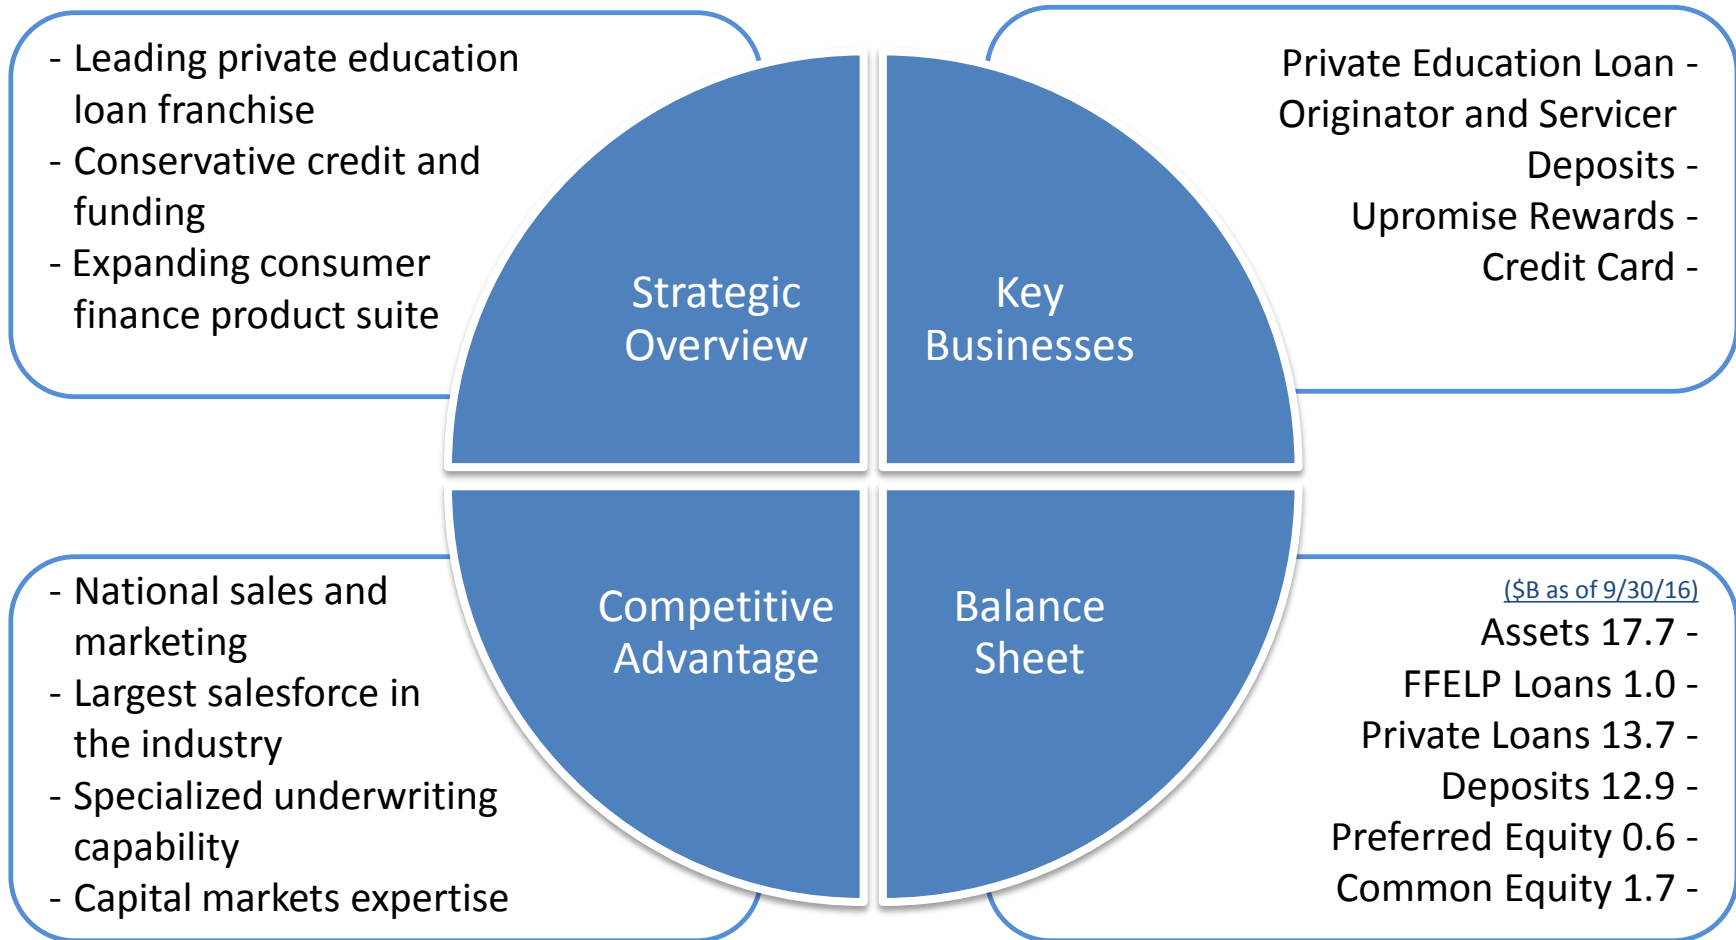 - Leading private education
loan franchise
- Conservative credit and
funding
- Expanding consumer
finance product suite
Strategic
Overview
Key
Businesses
Private Education Loan -
Originator and Servicer
Deposits -
Upromise Rewards -
Credit Card -
- National sales and
marketing
- Largest salesforce in
the industry
- Specialized underwriting
capability
- Capital markets expertise
Competitive
Advantage
Balance
Sheet
($B as of 9/30/16)
Assets 17.7 -
FFELP Loans 1.0 -
Private Loans 13.7 -
Deposits 12.9 -
Preferred Equity 0.6 -
Common Equity 1.7 -